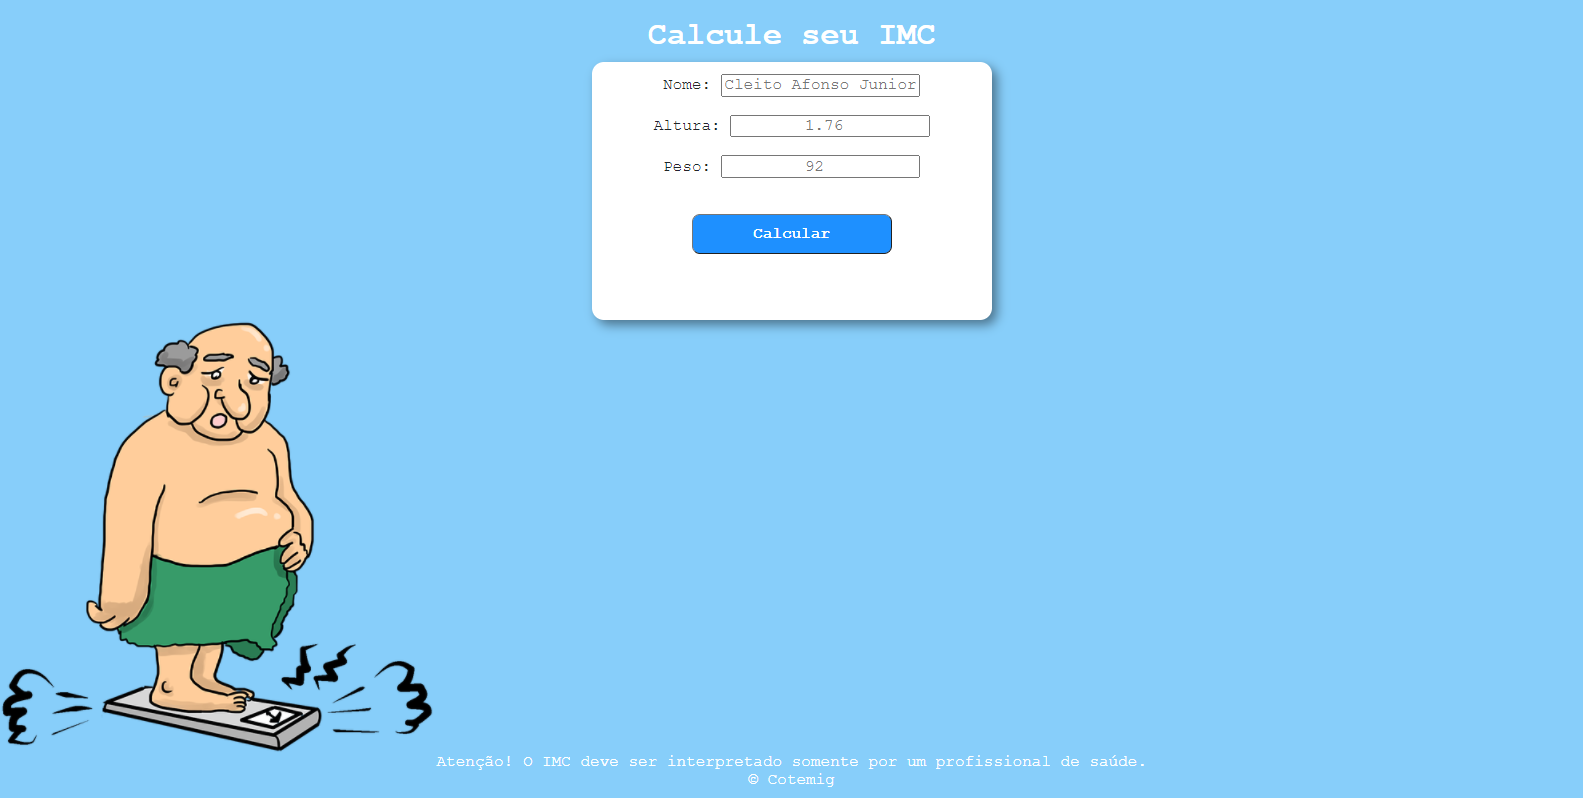 Calcule seu IMC
Nome: Cleito Afonso Junior
Altura: 1.76
Peso: 92
Calcular
Atenção! O IMC deve ser interpretado somente por um profissional de saúde.
© Cotemig